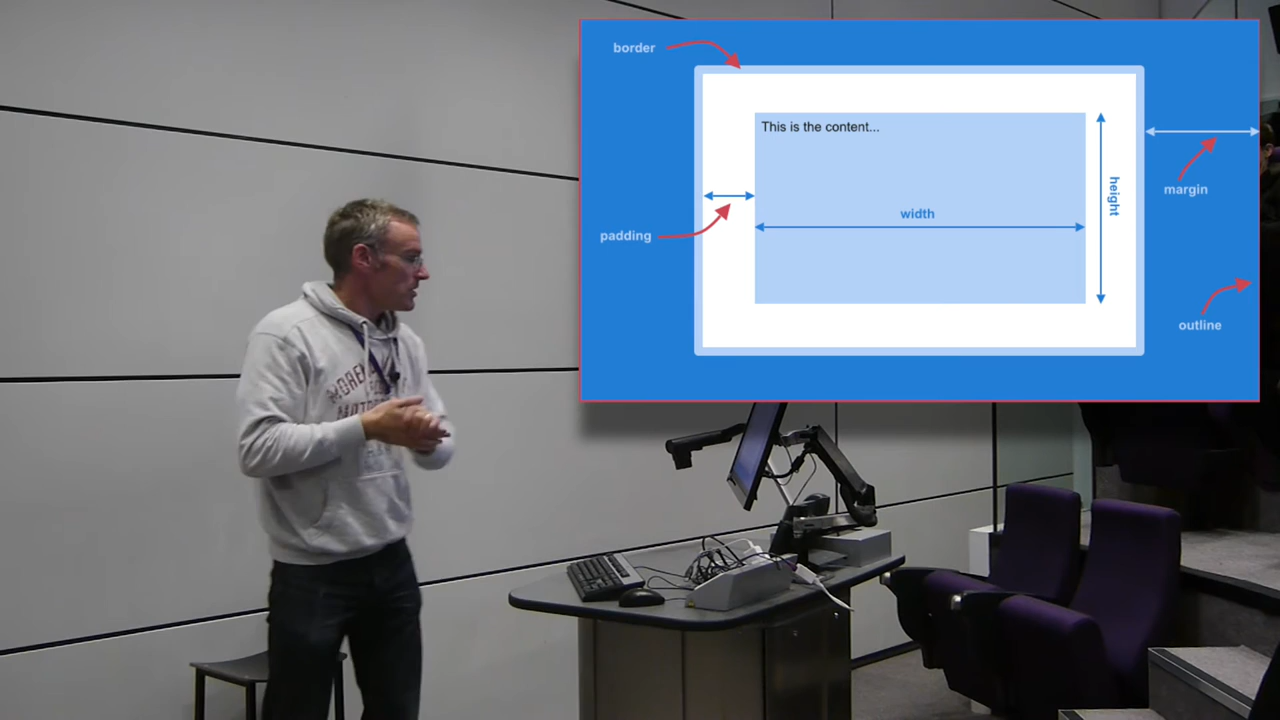 border
This is the content...
height
margin
width
padding
outline